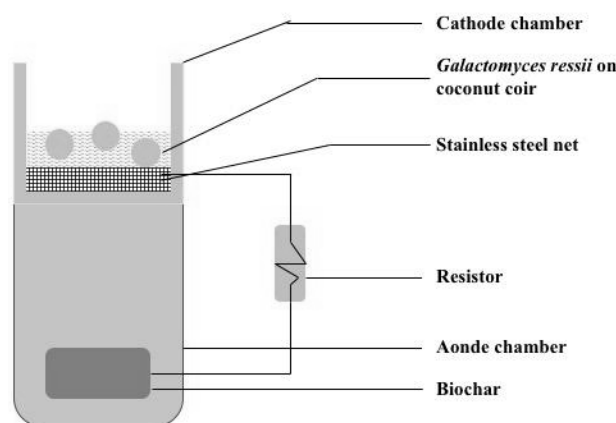 Cathode chamber
Galactomyces ressii on
coconut coir
Stainless steel net
Resistor
Aonde chamber
Biochar